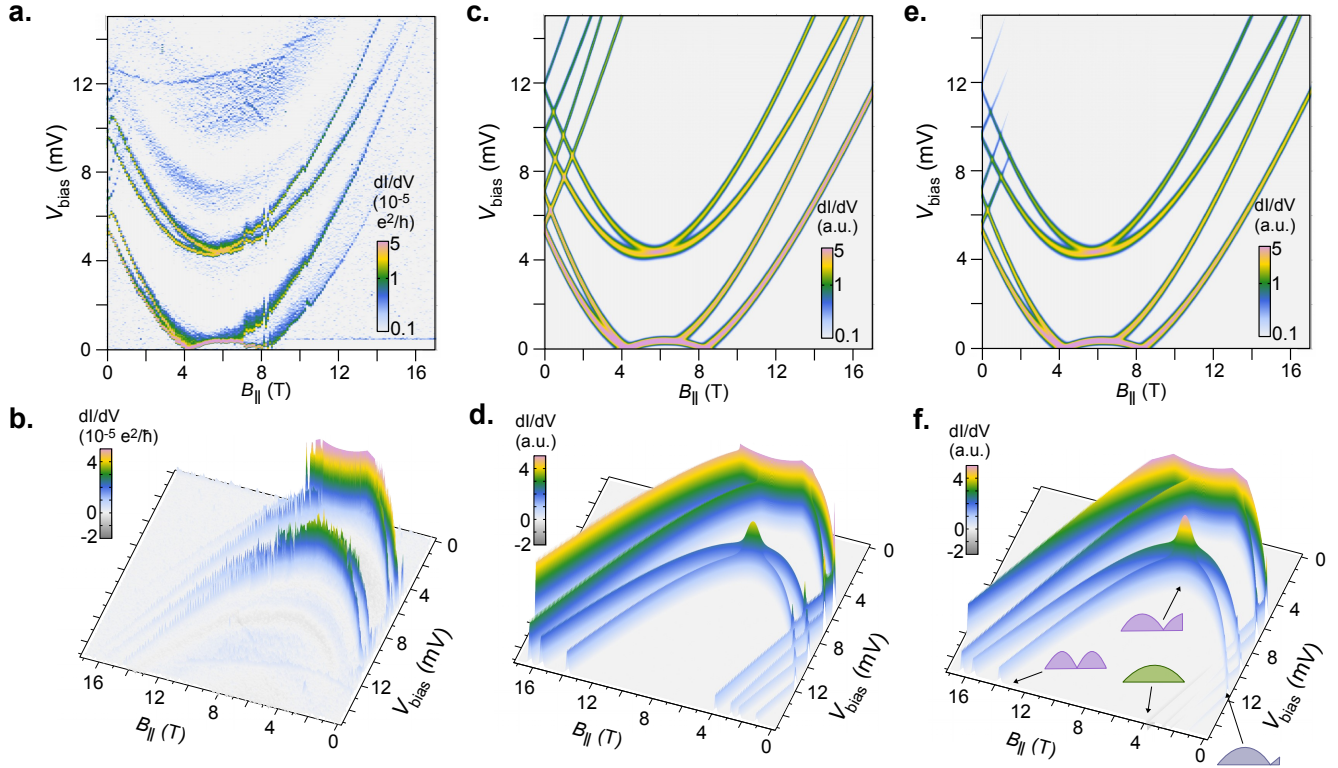 a.
12
8
4
0
V_bias (mV)
0
4
8
12
16
B_∥ (T)
dI/dV
(10⁻⁵
e²/h)
5
1
0.1
c.
12
8
4
0
V_bias (mV)
0
4
8
12
16
B_∥ (T)
dI/dV
(a.u.)
5
1
0.1
e.
12
8
4
0
V_bias (mV)
0
4
8
12
16
B_∥ (T)
dI/dV
(a.u.)
5
1
0.1
b.
dI/dV
(10⁻⁵ e²/ħ)
4
0
-2
16
12
8
4
0
B_∥ (T)
0
4
8
12
V_bias (mV)
d.
dI/dV
(a.u.)
4
2
0
-2
16
12
8
4
0
B_∥ (T)
0
4
8
12
V_bias (mV)
f.
dI/dV
(a.u.)
4
2
0
-2
16
12
8
4
0
B_∥ (T)
0
4
8
12
V_bias (mV)